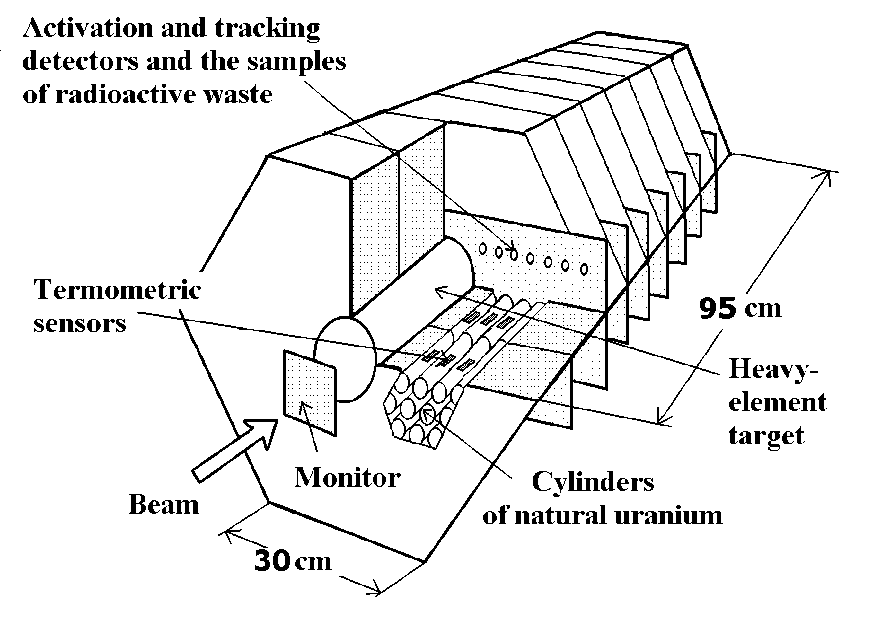 Activation and tracking
detectors and the samples
of radioactive waste
Termometric
sensors
95 cm
Heavy-
element
target
Monitor
Cylinders
of natural uranium
Beam
30 cm